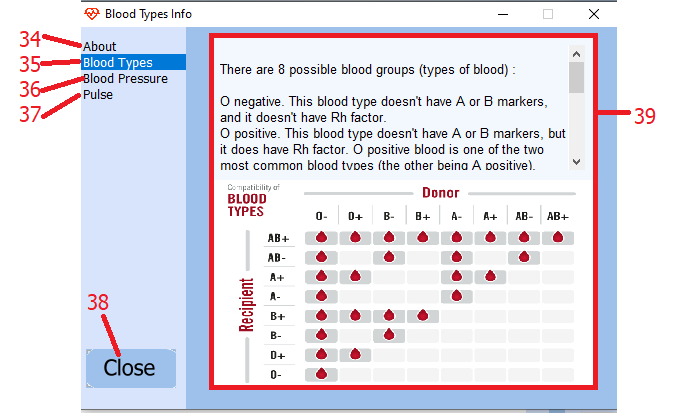 Blood Types Info
34
About
35
Blood Types
36
Blood Pressure
37
Pulse
38
Close
There are 8 possible blood groups (types of blood) :
O negative. This blood type doesn't have A or B markers,
and it doesn't have Rh factor.
O positive. This blood type doesn't have A or B markers, but
it does have Rh factor. O positive blood is one of the two
most common blood types (the other being A positive).
39
Compatibility of
BLOOD
TYPES
Donor
O- O+ B- B+ A- A+ AB- AB+
Recipient
AB+
AB-
A+
A-
B+
B-
O+
O-